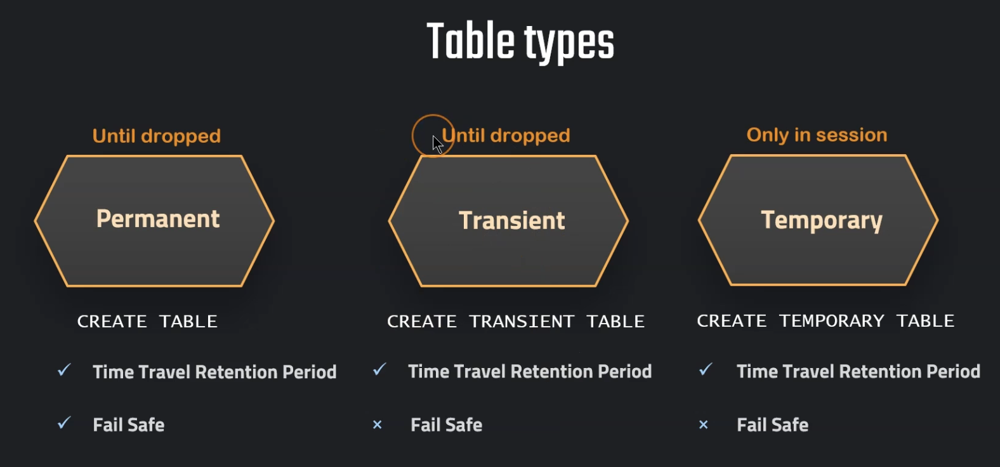 Table types
Until dropped
Until dropped
Only in session
Permanent
Transient
Temporary
CREATE TABLE
CREATE TRANSIENT TABLE
CREATE TEMPORARY TABLE
✓ Time Travel Retention Period
✓ Time Travel Retention Period
✓ Time Travel Retention Period
✓ Fail Safe
× Fail Safe
× Fail Safe